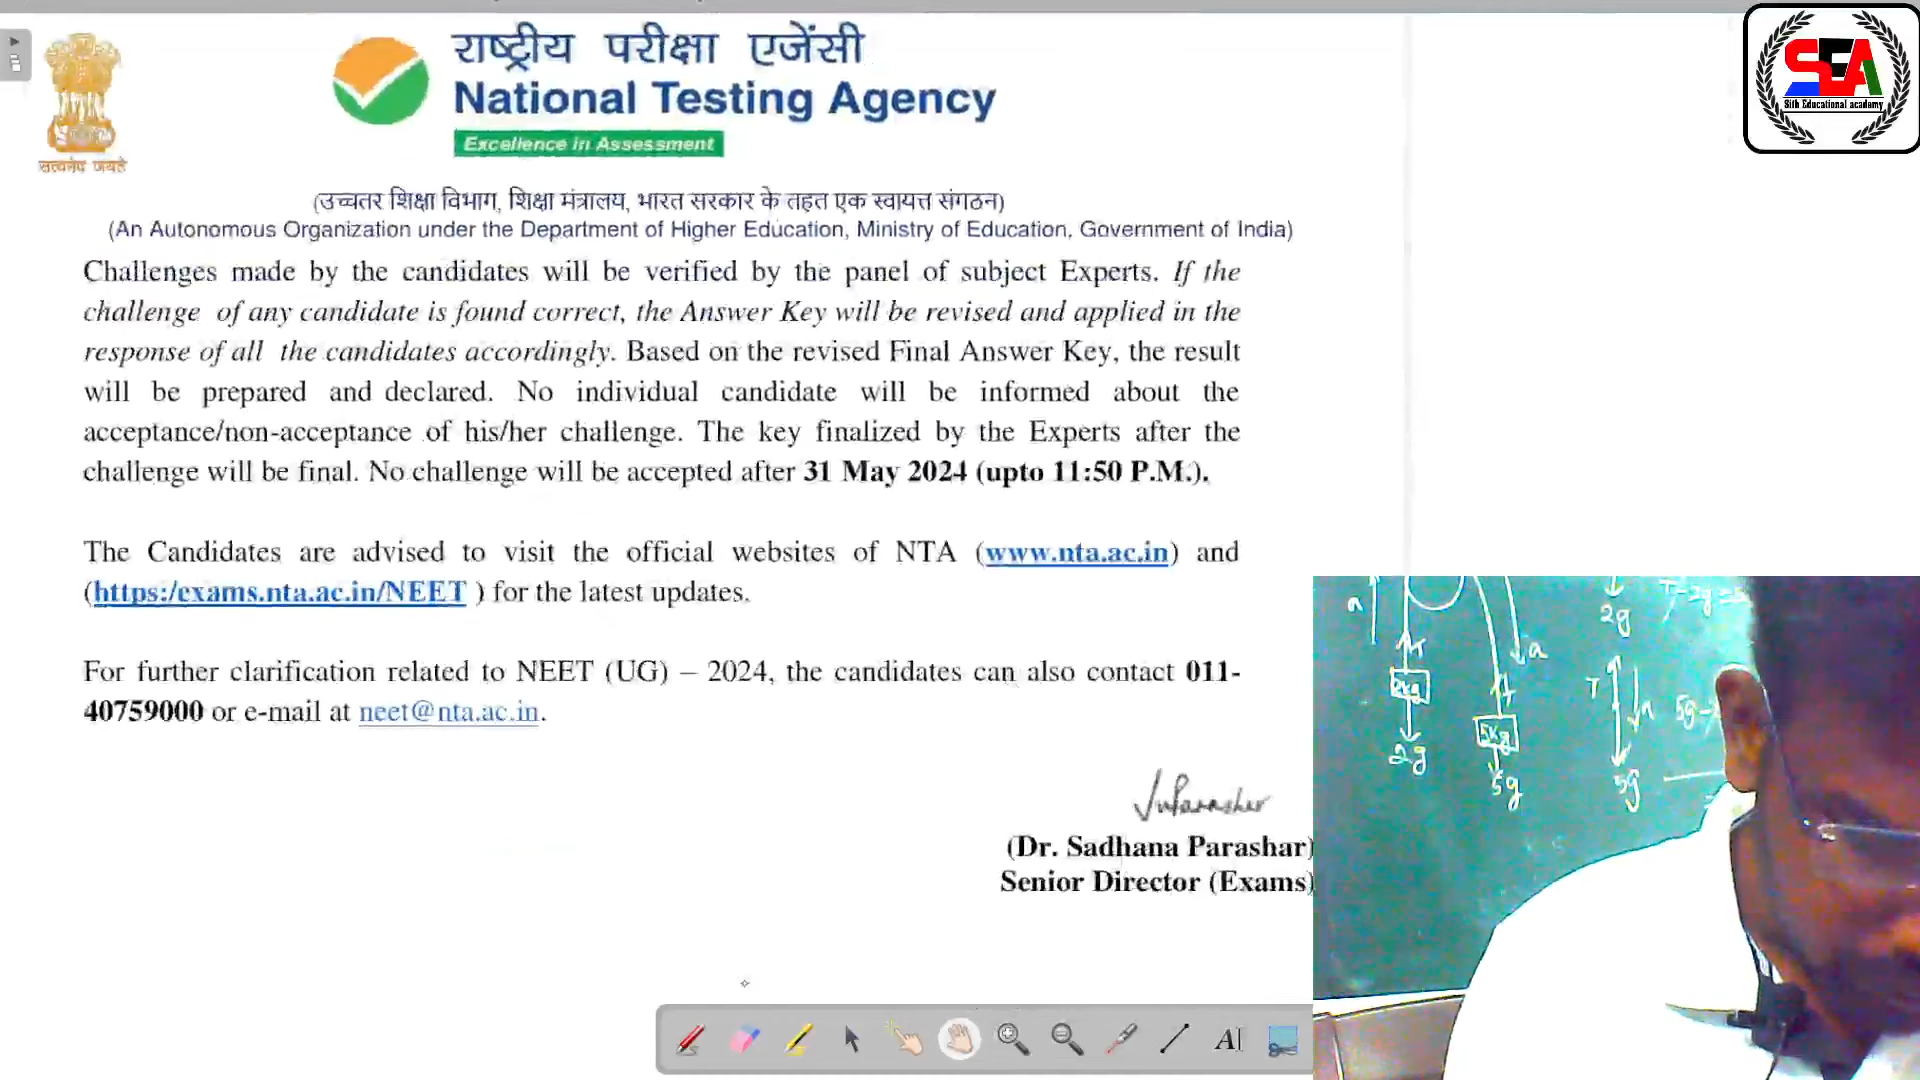 राष्ट्रीय परीक्षा एजेंसी
National Testing Agency
Excellence in Assessment
सत्यमेव जयते
SEA
Sith Educational academy
(उच्चतर शिक्षा विभाग, शिक्षा मंत्रालय, भारत सरकार के तहत एक स्वायत्त संगठन)
(An Autonomous Organization under the Department of Higher Education, Ministry of Education, Government of India)
Challenges made by the candidates will be verified by the panel of subject Experts. If the
challenge of any candidate is found correct, the Answer Key will be revised and applied in the
response of all the candidates accordingly. Based on the revised Final Answer Key, the result
will be prepared and declared. No individual candidate will be informed about the
acceptance/non-acceptance of his/her challenge. The key finalized by the Experts after the
challenge will be final. No challenge will be accepted after 31 May 2024 (upto 11:50 P.M.).
The Candidates are advised to visit the official websites of NTA (www.nta.ac.in) and
(https:/exams.nta.ac.in/NEET ) for the latest updates.
For further clarification related to NEET (UG) – 2024, the candidates can also contact 011-
40759000 or e-mail at neet@nta.ac.in.
(Dr. Sadhana Parashar)
Senior Director (Exams)
a
2g
a
T
2kg
5kg
2g
5g
T
a
5g
5g
AI